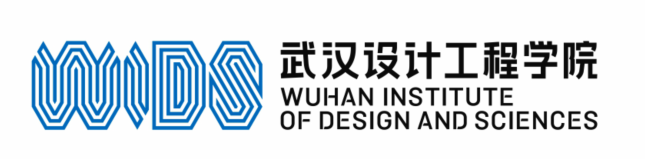 WIDS
武汉设计工程学院
WUHAN INSTITUTE
OF DESIGN AND SCIENCES